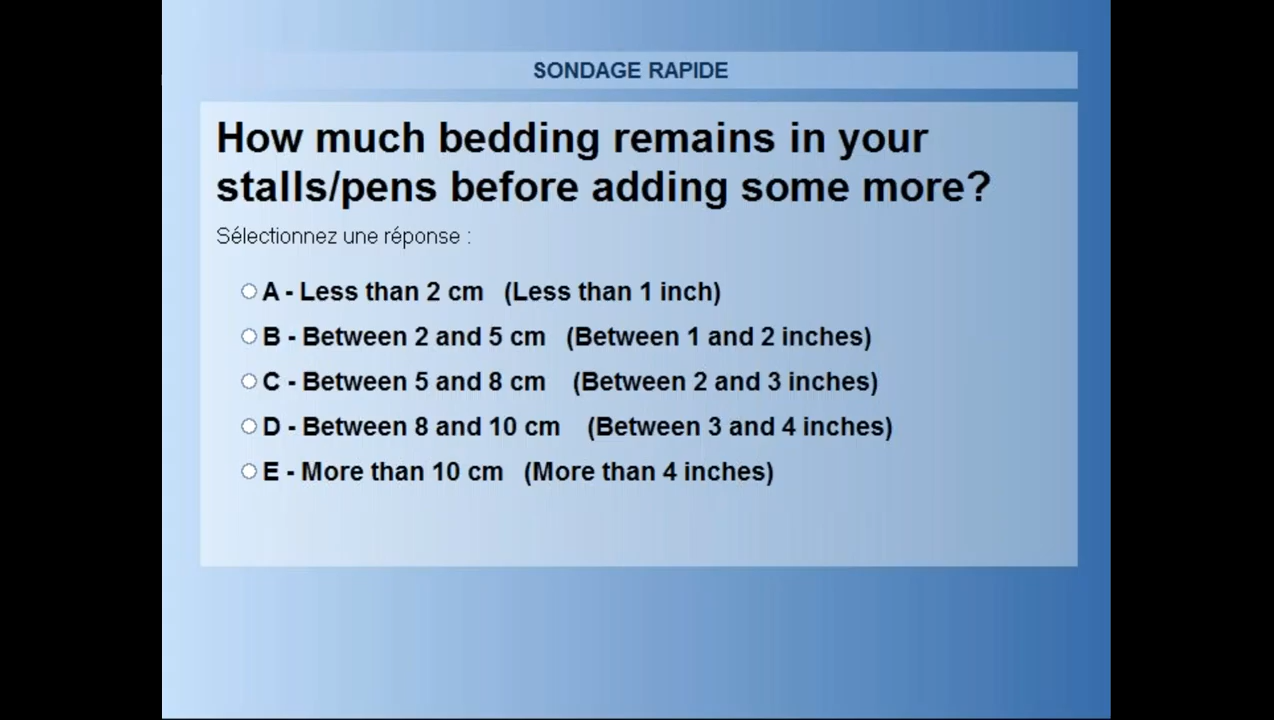 SONDAGE RAPIDE
How much bedding remains in your
stalls/pens before adding some more?
Sélectionnez une réponse :
A - Less than 2 cm (Less than 1 inch)
B - Between 2 and 5 cm (Between 1 and 2 inches)
C - Between 5 and 8 cm (Between 2 and 3 inches)
D - Between 8 and 10 cm (Between 3 and 4 inches)
E - More than 10 cm (More than 4 inches)